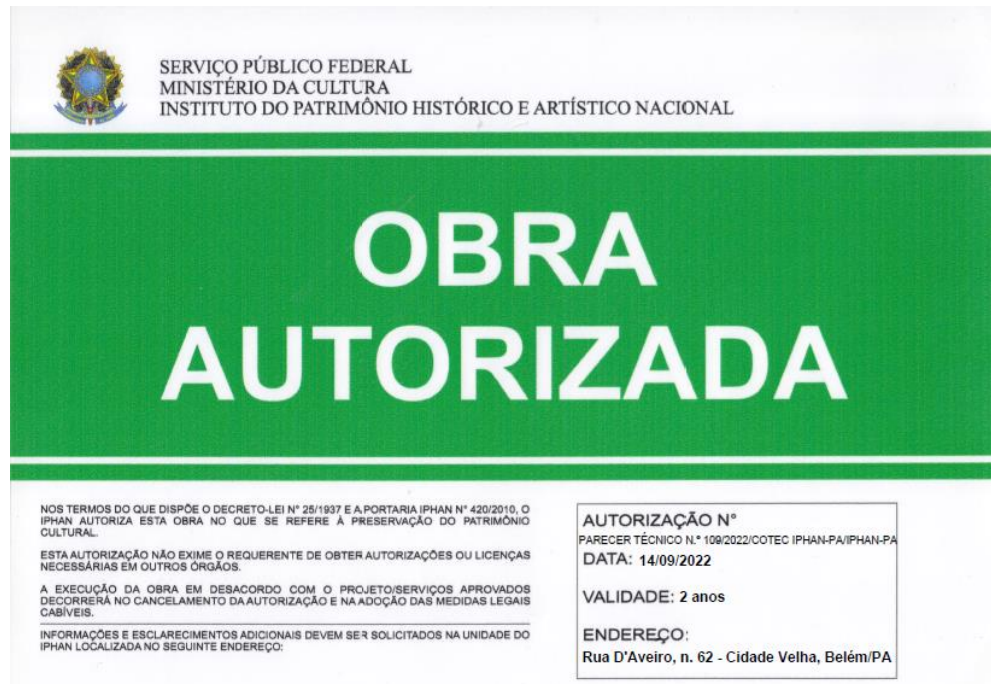 SERVIÇO PÚBLICO FEDERAL
MINISTÉRIO DA CULTURA
INSTITUTO DO PATRIMÔNIO HISTÓRICO E ARTÍSTICO NACIONAL
OBRA
AUTORIZADA
NOS TERMOS DO QUE DISPÕE O DECRETO-LEI N° 25/1937 E A PORTARIA IPHAN N° 420/2010, O
IPHAN AUTORIZA ESTA OBRA NO QUE SE REFERE À PRESERVAÇÃO DO PATRIMÔNIO
CULTURAL.
ESTA AUTORIZAÇÃO NÃO EXIME O REQUERENTE DE OBTER AUTORIZAÇÕES OU LICENÇAS
NECESSÁRIAS EM OUTROS ÓRGÃOS.
A EXECUÇÃO DA OBRA EM DESACORDO COM O PROJETO/SERVIÇOS APROVADOS
DECORRERÁ NO CANCELAMENTO DA AUTORIZAÇÃO E NA ADOÇÃO DAS MEDIDAS LEGAIS
CABÍVEIS.
INFORMAÇÕES E ESCLARECIMENTOS ADICIONAIS DEVEM SER SOLICITADOS NA UNIDADE DO
IPHAN LOCALIZADA NO SEGUINTE ENDEREÇO:
AUTORIZAÇÃO N°
PARECER TÉCNICO N.º 109/2022/COTEC IPHAN-PA/IPHAN-PA
DATA: 14/09/2022
VALIDADE: 2 anos
ENDEREÇO:
Rua D'Aveiro, n. 62 - Cidade Velha, Belém/PA